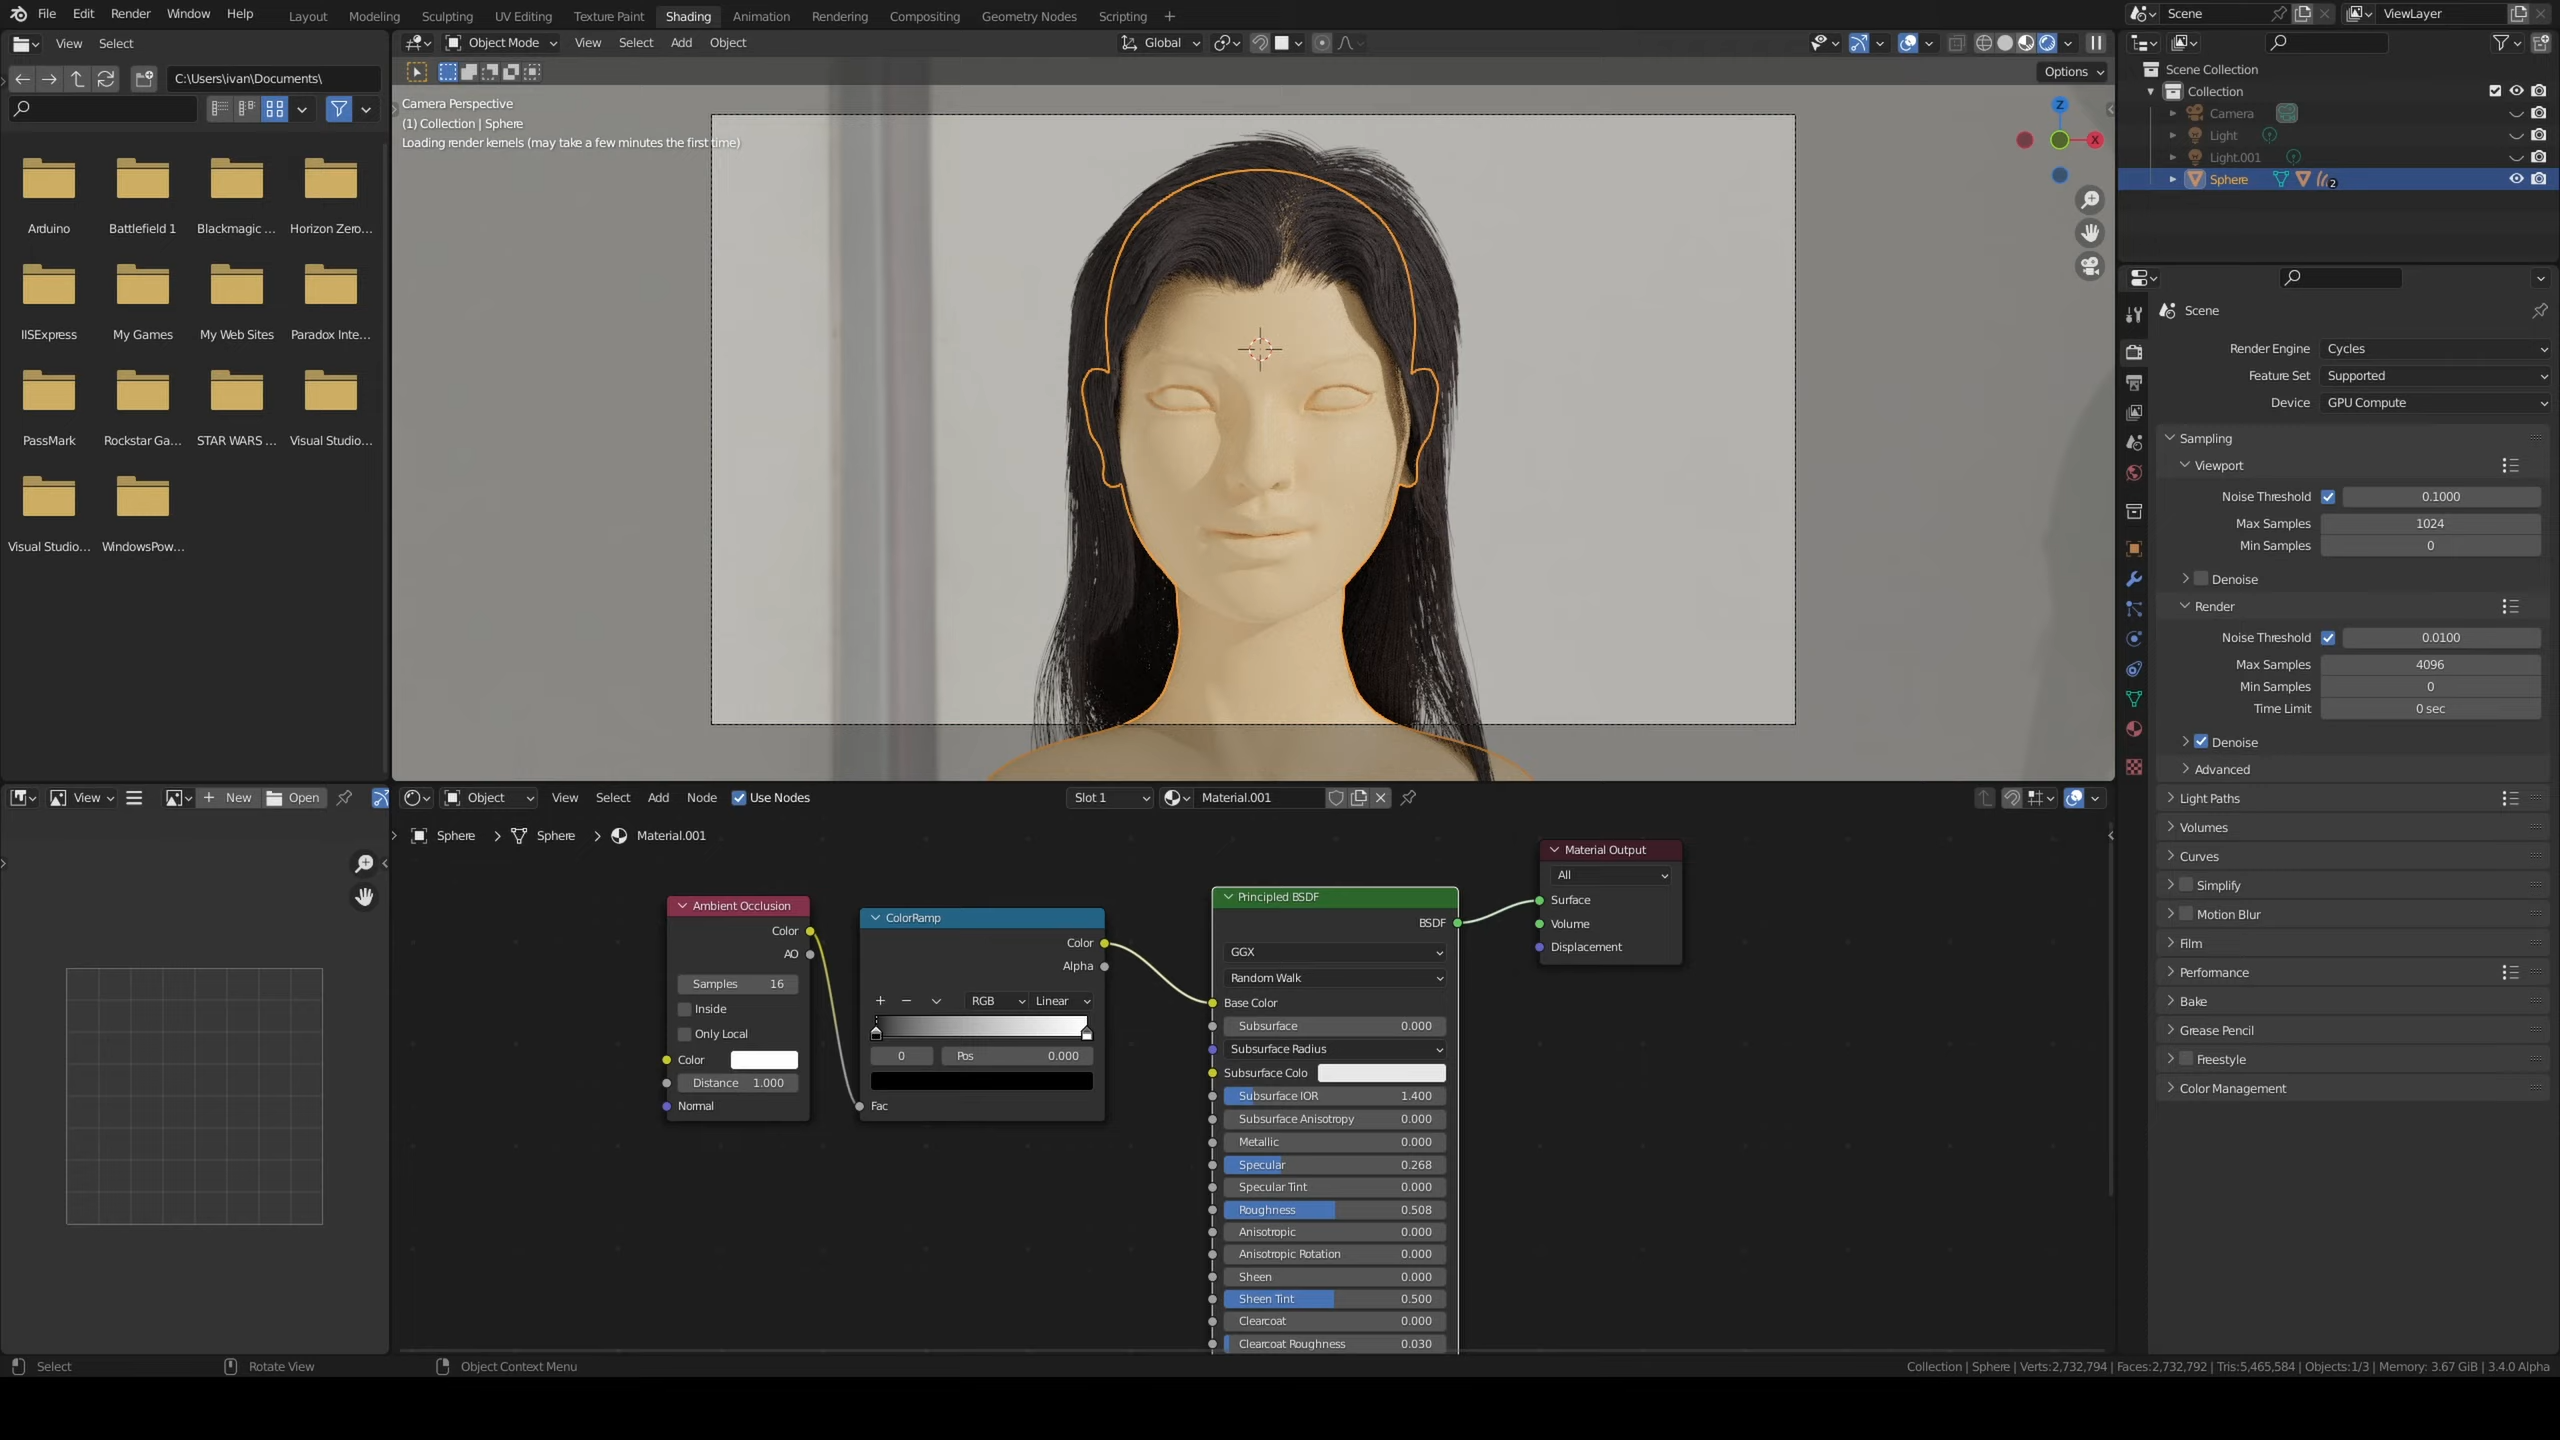 File Edit Render Window Help Layout Modeling Sculpting UV Editing Texture Paint Shading Animation Rendering Compositing Geometry Nodes Scripting + Scene ViewLayer
View Select
C:\Users\ivan\Documents\
Arduino Battlefield 1 Blackmagic ... Horizon Zero...
IISExpress My Games My Web Sites Paradox Inte...
PassMark Rockstar Ga... STAR WARS ... Visual Studio...
Visual Studio... WindowsPow...
Object Mode View Select Add Object Global
Options
Camera Perspective
(1) Collection | Sphere
Loading render kernels (may take a few minutes the first time)
Z
X
Scene Collection
Collection
Camera
Light
Light.001
Sphere 2
Scene
Render Engine Cycles
Feature Set Supported
Device GPU Compute
Sampling
Viewport
Noise Threshold 0.1000
Max Samples 1024
Min Samples 0
Denoise
Render
Noise Threshold 0.0100
Max Samples 4096
Min Samples 0
Time Limit 0 sec
Denoise
Advanced
Light Paths
Volumes
Curves
Simplify
Motion Blur
Film
Performance
Bake
Grease Pencil
Freestyle
Color Management
View + New Open
Object View Select Add Node Use Nodes Slot 1 Material.001
Sphere > Sphere > Material.001
Ambient Occlusion
Color
AO
Samples 16
Inside
Only Local
Color
Distance 1.000
Normal
ColorRamp
Color
Alpha
+ − RGB Linear
0 Pos 0.000
Fac
Principled BSDF
BSDF
GGX
Random Walk
Base Color
Subsurface 0.000
Subsurface Radius
Subsurface Colo
Subsurface IOR 1.400
Subsurface Anisotropy 0.000
Metallic 0.000
Specular 0.268
Specular Tint 0.000
Roughness 0.508
Anisotropic 0.000
Anisotropic Rotation 0.000
Sheen 0.000
Sheen Tint 0.500
Clearcoat 0.000
Clearcoat Roughness 0.030
Material Output
All
Surface
Volume
Displacement
Select Rotate View Object Context Menu
Collection | Sphere | Verts:2,732,794 | Faces:2,732,792 | Tris:5,465,584 | Objects:1/3 | Memory: 3.67 GiB | 3.4.0 Alpha